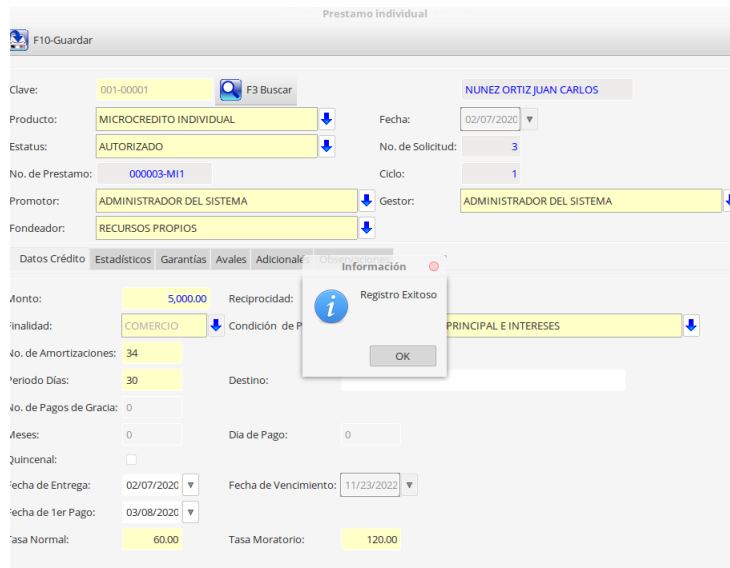 Prestamo individual
F10-Guardar
Clave: 001-00001 F3 Buscar NUNEZ ORTIZ JUAN CARLOS
Producto: MICROCREDITO INDIVIDUAL Fecha: 02/07/2020
Estatus: AUTORIZADO No. de Solicitud: 3
No. de Prestamo: 000003-MI1 Ciclo: 1
Promotor: ADMINISTRADOR DEL SISTEMA Gestor: ADMINISTRADOR DEL SISTEMA
Fondeador: RECURSOS PROPIOS
Datos Crédito Estadísticos Garantías Avales Adicionales Observaciones
Información
Registro Exitoso
OK
Monto: 5,000.00 Reciprocidad:
Finalidad: COMERCIO Condición de P PRINCIPAL E INTERESES
No. de Amortizaciones: 34
Periodo Días: 30 Destino:
No. de Pagos de Gracia: 0
Meses: 0 Dia de Pago: 0
Quincenal:
Fecha de Entrega: 02/07/2020 Fecha de Vencimiento: 11/23/2022
Fecha de 1er Pago: 03/08/2020
Tasa Normal: 60.00 Tasa Moratorio: 120.00